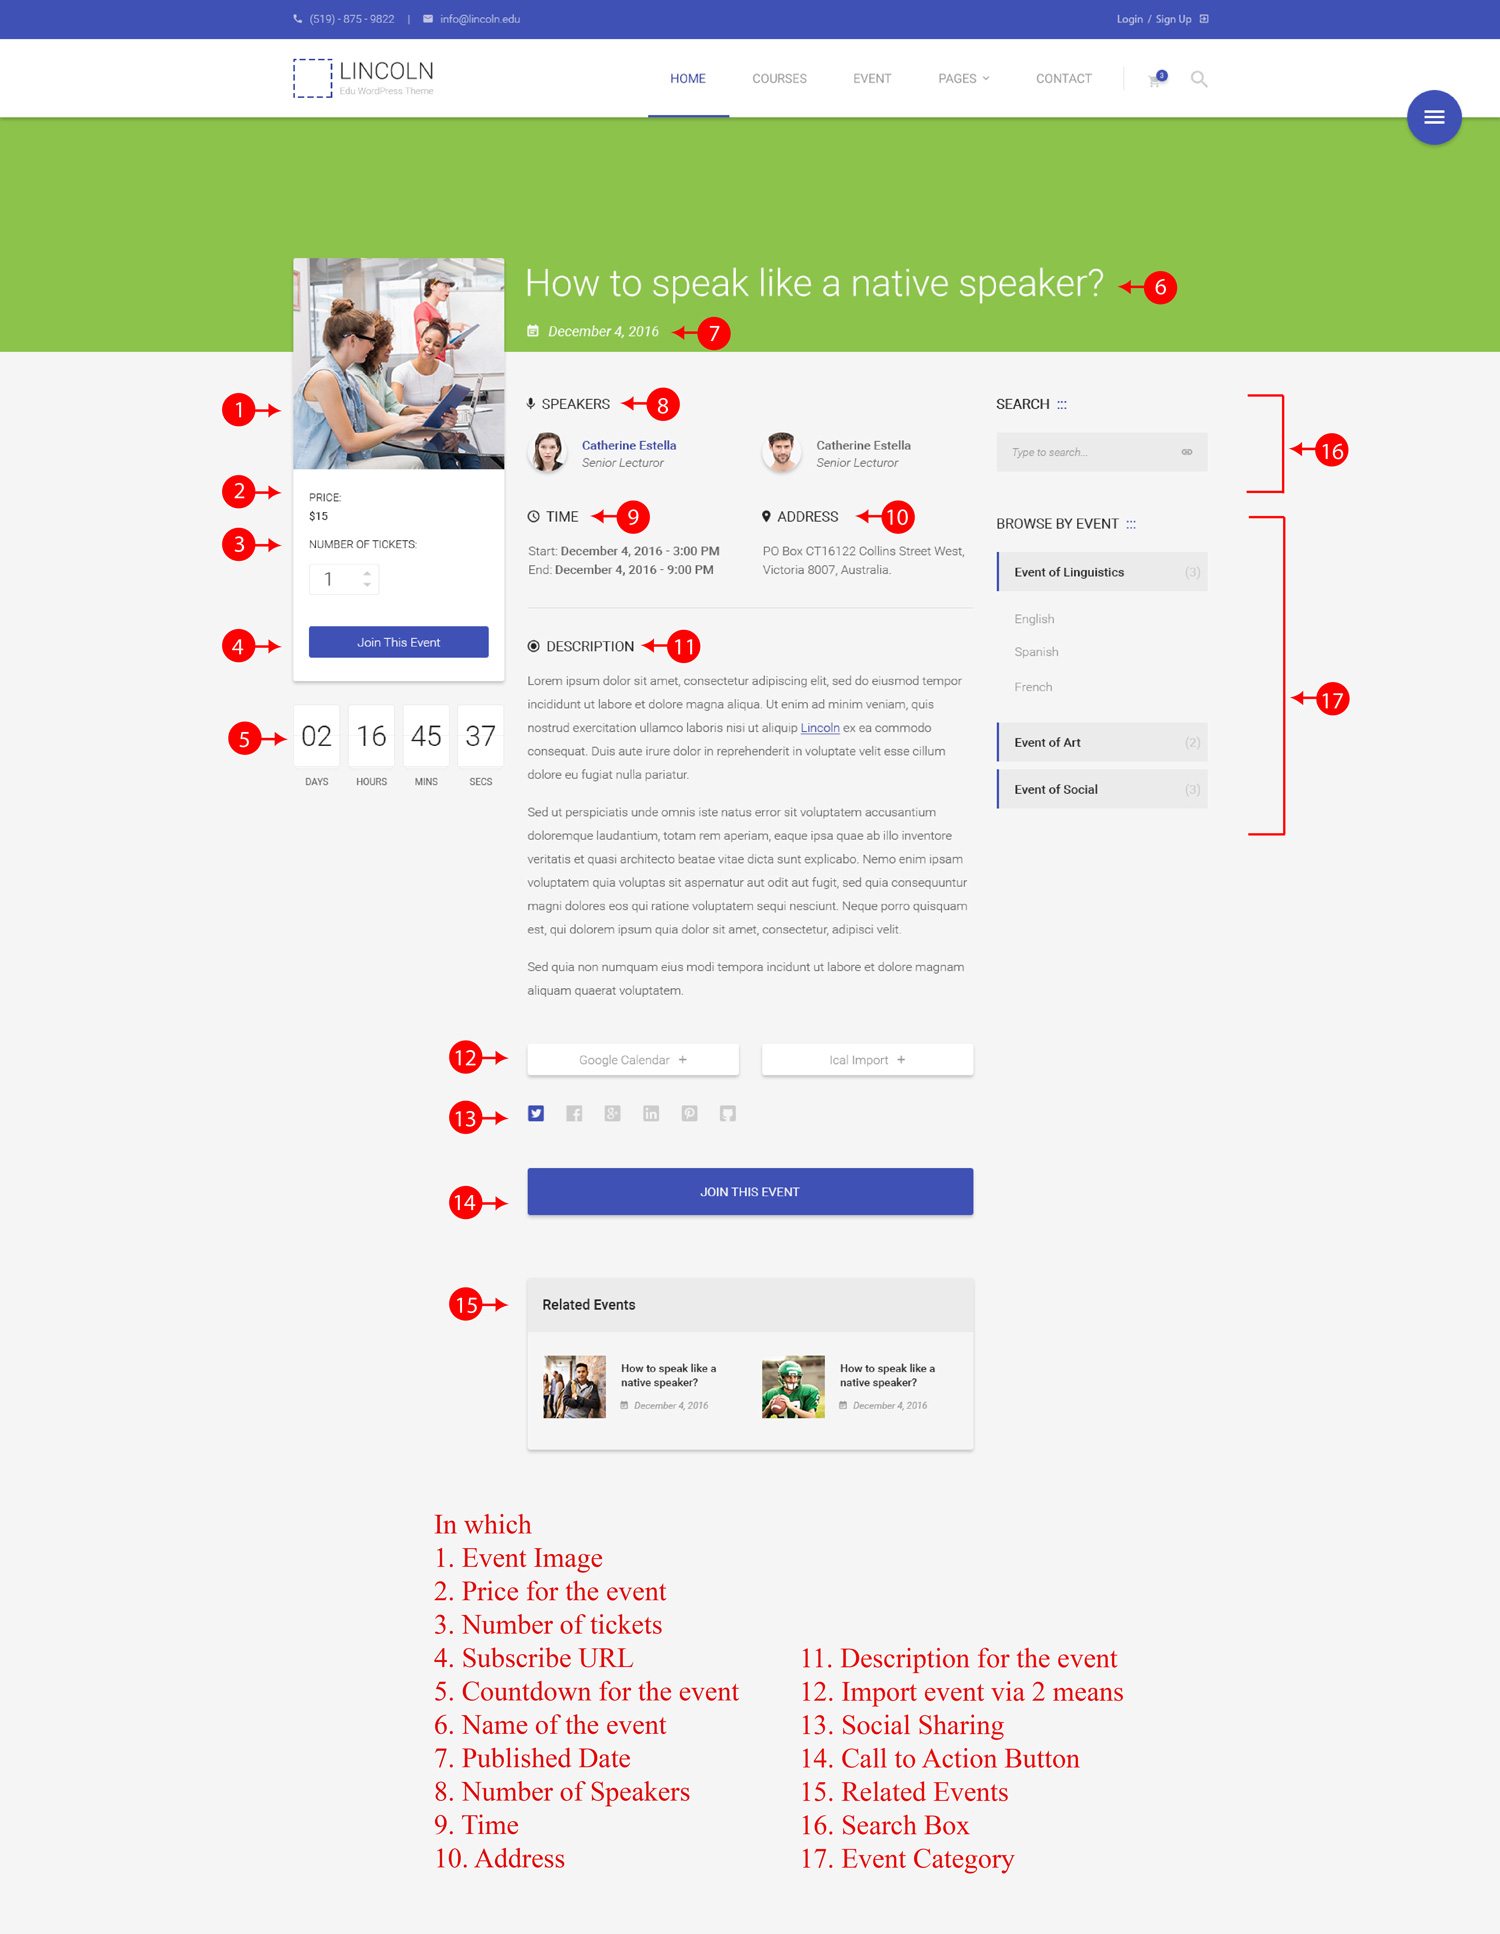 (519) - 875 - 9822 | info@lincoln.edu
Login / Sign Up
LINCOLN
Edu WordPress Theme
HOME COURSES EVENT PAGES CONTACT
3
How to speak like a native speaker?
6
December 4, 2016
7
1
2
PRICE:
$15
3
NUMBER OF TICKETS:
1
4
Join This Event
5
02 16 45 37
DAYS HOURS MINS SECS
SPEAKERS
8
Catherine Estella
Senior Lecturor
Catherine Estella
Senior Lecturor
TIME
9
Start: December 4, 2016 - 3:00 PM
End: December 4, 2016 - 9:00 PM
ADDRESS
10
PO Box CT16122 Collins Street West,
Victoria 8007, Australia.
DESCRIPTION
11
Lorem ipsum dolor sit amet, consectetur adipiscing elit, sed do eiusmod tempor
incididunt ut labore et dolore magna aliqua. Ut enim ad minim veniam, quis
nostrud exercitation ullamco laboris nisi ut aliquip Lincoln ex ea commodo
consequat. Duis aute irure dolor in reprehenderit in voluptate velit esse cillum
dolore eu fugiat nulla pariatur.
Sed ut perspiciatis unde omnis iste natus error sit voluptatem accusantium
doloremque laudantium, totam rem aperiam, eaque ipsa quae ab illo inventore
veritatis et quasi architecto beatae vitae dicta sunt explicabo. Nemo enim ipsam
voluptatem quia voluptas sit aspernatur aut odit aut fugit, sed quia consequuntur
magni dolores eos qui ratione voluptatem sequi nesciunt. Neque porro quisquam
est, qui dolorem ipsum quia dolor sit amet, consectetur, adipisci velit.
Sed quia non numquam eius modi tempora incidunt ut labore et dolore magnam
aliquam quaerat voluptatem.
12
Google Calendar +
Ical Import +
13
14
JOIN THIS EVENT
15
Related Events
How to speak like a
native speaker?
December 4, 2016
How to speak like a
native speaker?
December 4, 2016
SEARCH :::
Type to search...
16
BROWSE BY EVENT :::
Event of Linguistics (3)
English
Spanish
French
17
Event of Art (2)
Event of Social (3)
In which
1. Event Image
2. Price for the event
3. Number of tickets
4. Subscribe URL
5. Countdown for the event
6. Name of the event
7. Published Date
8. Number of Speakers
9. Time
10. Address
11. Description for the event
12. Import event via 2 means
13. Social Sharing
14. Call to Action Button
15. Related Events
16. Search Box
17. Event Category